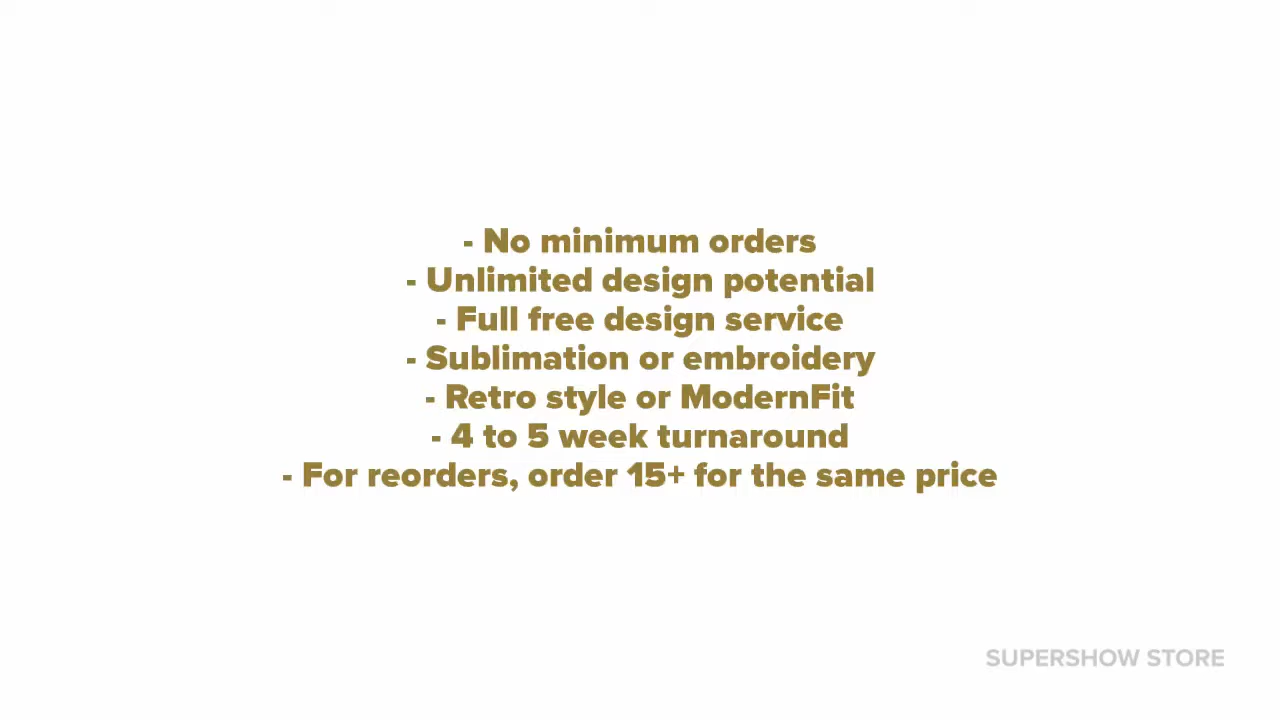 - No minimum orders
- Unlimited design potential
- Full free design service
- Sublimation or embroidery
- Retro style or ModernFit
- 4 to 5 week turnaround
- For reorders, order 15+ for the same price
SUPERSHOW STORE